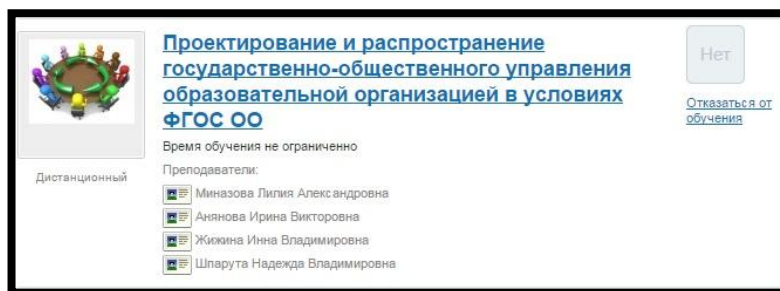 Проектирование и распространение
государственно-общественного управления
образовательной организацией в условиях
ФГОС ОО
Время обучения не ограниченно
Преподаватели:
Миназова Лилия Александровна
Анянова Ирина Викторовна
Жижина Инна Владимировна
Шпарута Надежда Владимировна
Дистанционный
Нет
Отказаться от
обучения